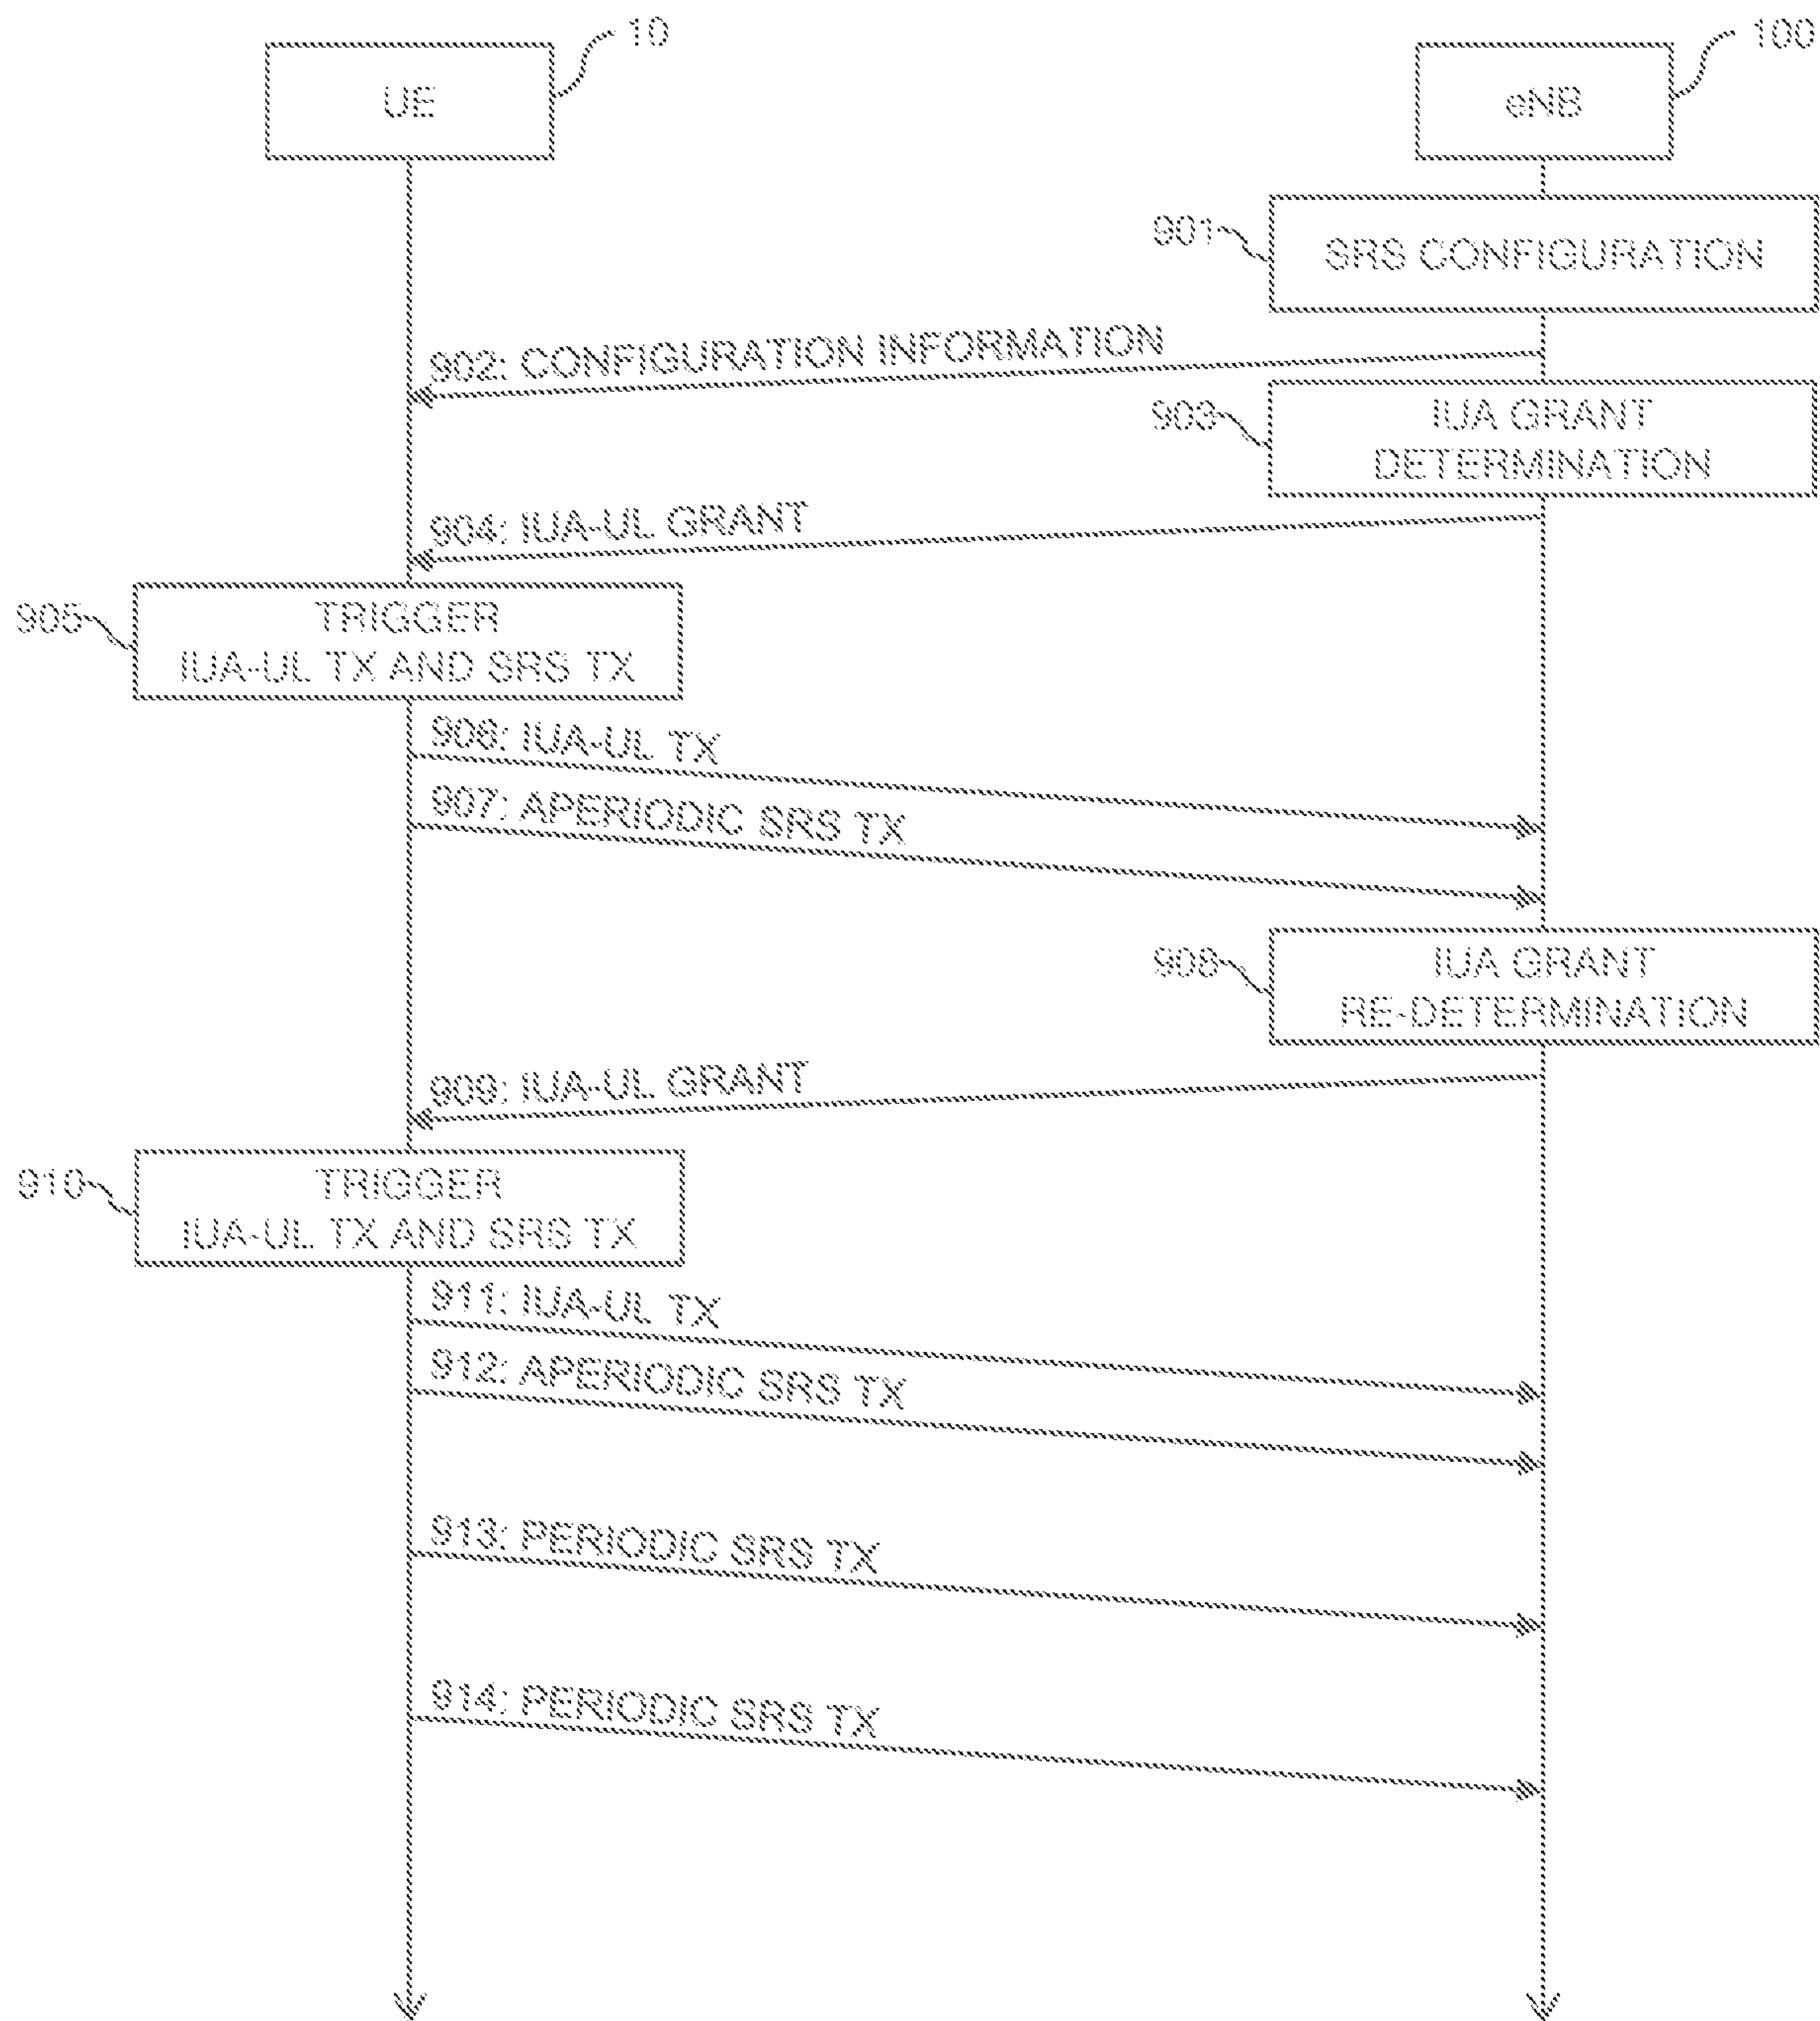 10
100
UE
eNB
901
SRS CONFIGURATION
902: CONFIGURATION INFORMATION
903
IUA GRANT
DETERMINATION
904: IUA-UL GRANT
905
TRIGGER
IUA-UL TX AND SRS TX
906: IUA-UL TX
907: APERIODIC SRS TX
908
IUA GRANT
RE-DETERMINATION
909: IUA-UL GRANT
910
TRIGGER
IUA-UL TX AND SRS TX
911: IUA-UL TX
912: APERIODIC SRS TX
913: PERIODIC SRS TX
914: PERIODIC SRS TX